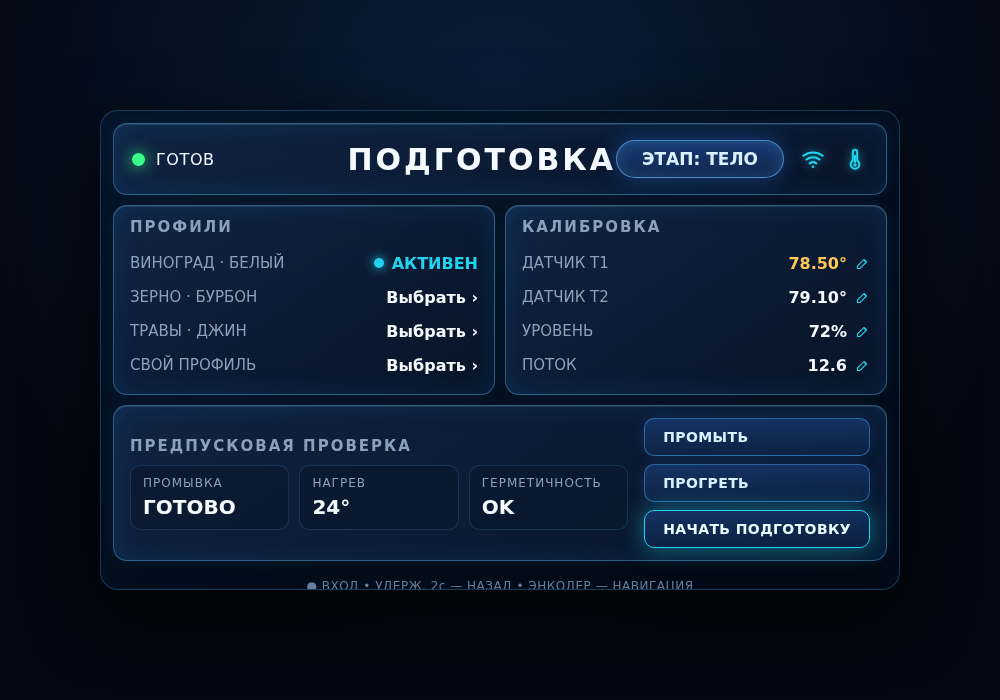 ГОТОВ
ПОДГОТОВКА
ЭТАП: ТЕЛО
ПРОФИЛИ
ВИНОГРАД · БЕЛЫЙ АКТИВЕН
ЗЕРНО · БУРБОН Выбрать ›
ТРАВЫ · ДЖИН Выбрать ›
СВОЙ ПРОФИЛЬ Выбрать ›
КАЛИБРОВКА
ДАТЧИК T1 78.50°
ДАТЧИК T2 79.10°
УРОВЕНЬ 72%
ПОТОК 12.6
ПРЕДПУСКОВАЯ ПРОВЕРКА
ПРОМЫВКА
ГОТОВО
НАГРЕВ
24°
ГЕРМЕТИЧНОСТЬ
OK
ПРОМЫТЬ
ПРОГРЕТЬ
НАЧАТЬ ПОДГОТОВКУ
● ВХОД • УДЕРЖ. 2с — НАЗАД • ЭНКОДЕР — НАВИГАЦИЯ